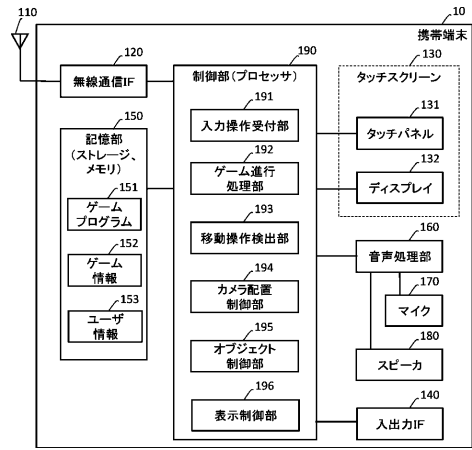 110
10
携帯端末
120
無線通信IF
190
制御部(プロセッサ)
130
タッチスクリーン
150
記憶部
(ストレージ、
メモリ)
191
入力操作受付部
131
タッチパネル
192
ゲーム進行
処理部
132
ディスプレイ
151
ゲーム
プログラム
193
移動操作検出部
152
ゲーム
情報
194
カメラ配置
制御部
160
音声処理部
170
マイク
153
ユーザ
情報
195
オブジェクト
制御部
180
スピーカ
196
表示制御部
140
入出力IF